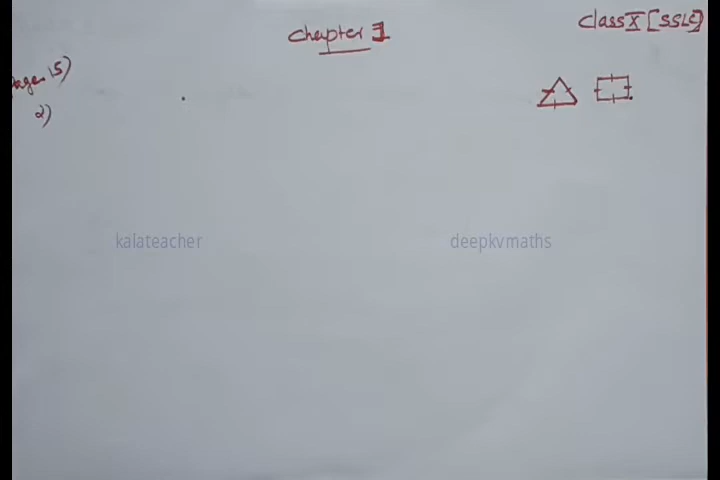 Chapter 1
Class X [SSLC]
Page 15)
2)
kalateacher
deepkvmaths